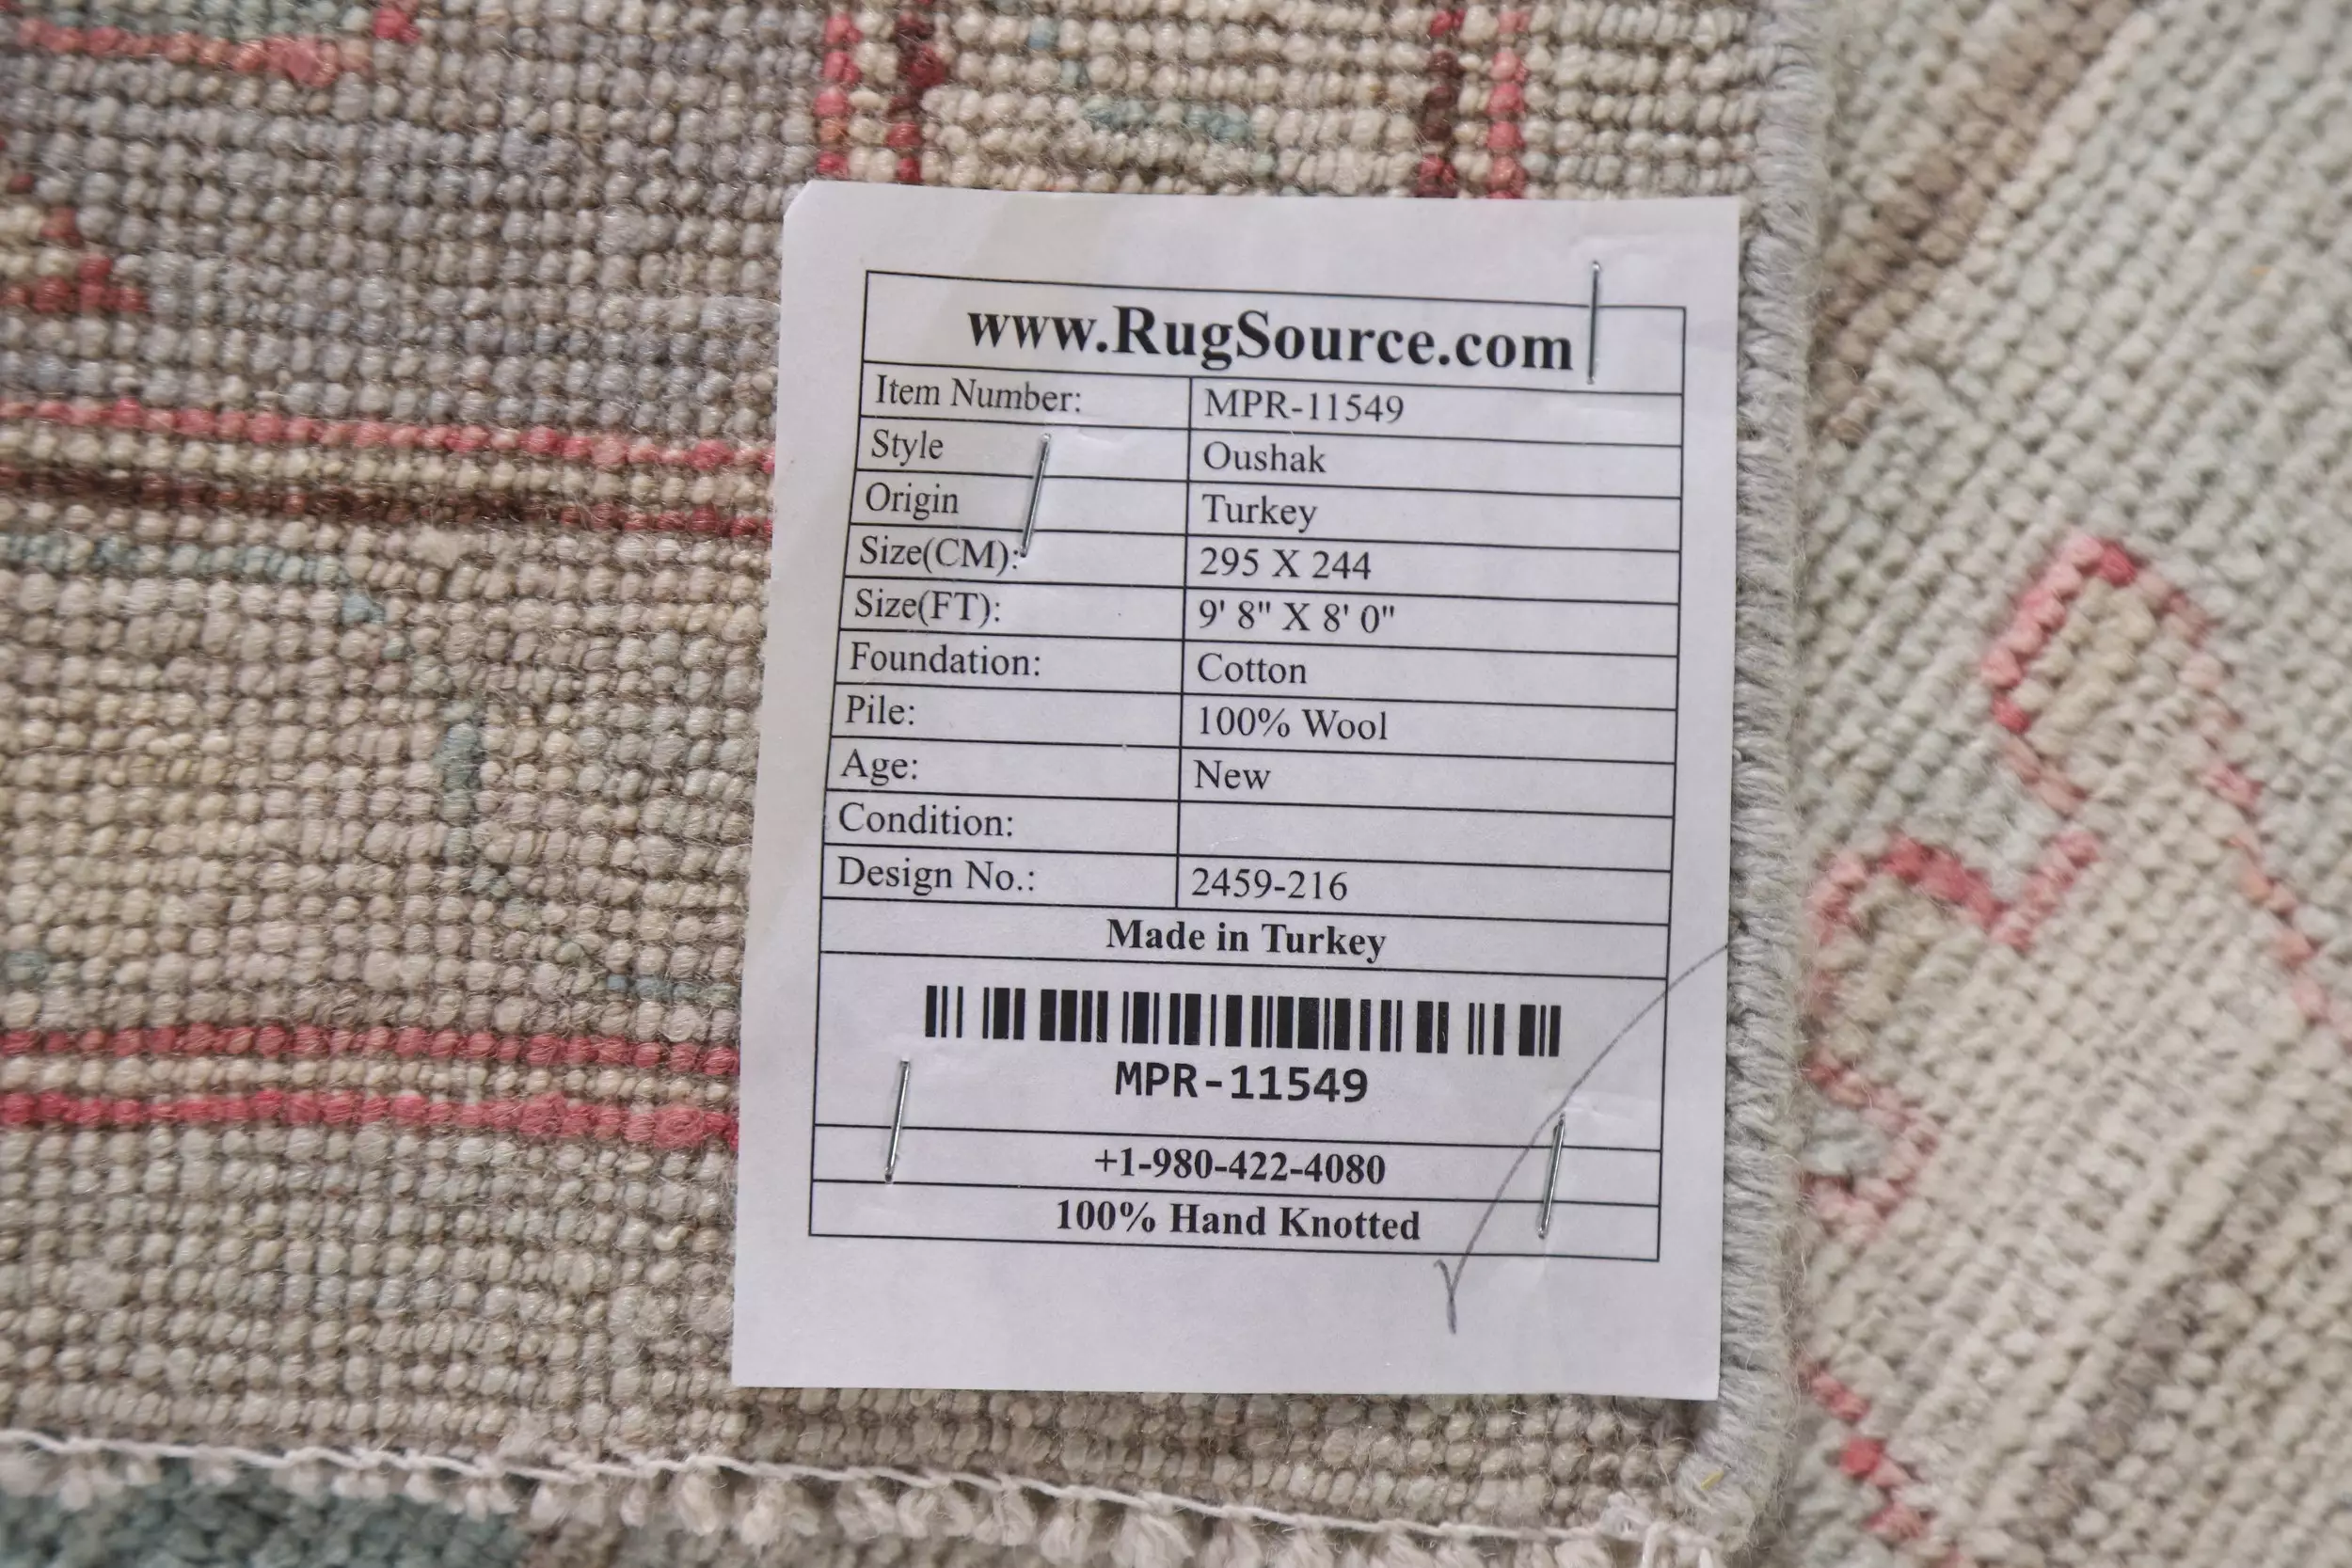 www.RugSource.com
Item Number: MPR-11549
Style Oushak
Origin Turkey
Size(CM): 295 X 244
Size(FT): 9' 8" X 8' 0"
Foundation: Cotton
Pile: 100% Wool
Age: New
Condition:
Design No.: 2459-216
Made in Turkey
MPR-11549
+1-980-422-4080
100% Hand Knotted